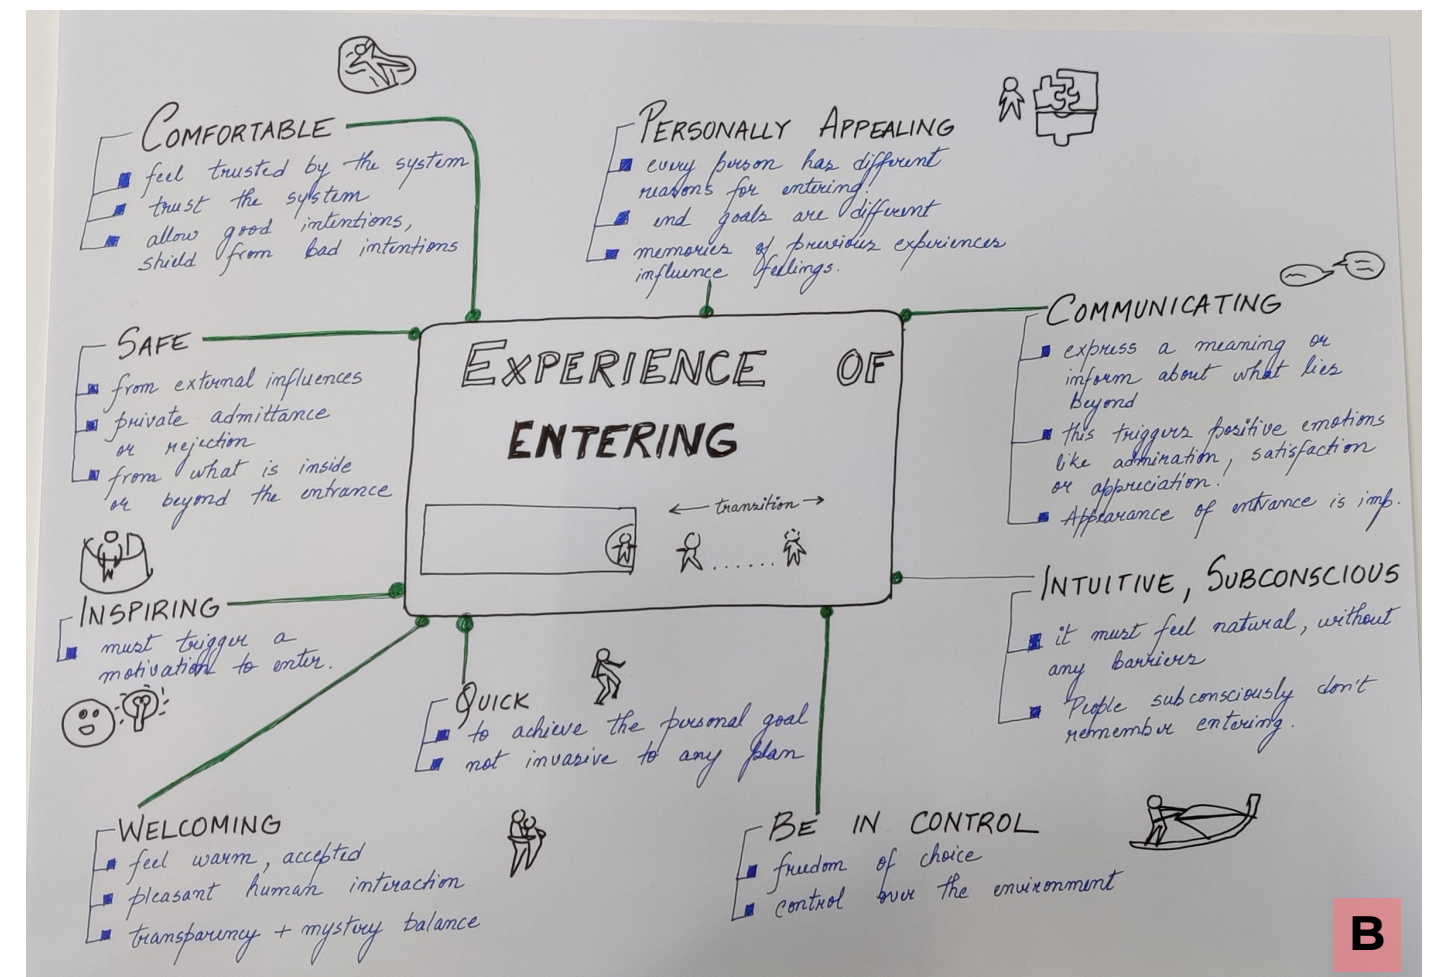 COMFORTABLE
feel trusted by the system
trust the system
allow good intentions,
shield from bad intentions
PERSONALLY APPEALING
every person has different
reasons for entering.
end goals are different
memories of previous experiences
influence feelings.
COMMUNICATING
express a meaning or
inform about what lies
beyond
this triggers positive emotions
like admiration, satisfaction
or appreciation.
Appearance of entrance is imp.
SAFE
from external influences
private admittance
or rejection
from what is inside
or beyond the entrance
EXPERIENCE OF
ENTERING
transition
INTUITIVE, SUBCONSCIOUS
it must feel natural, without
any barriers
People subconsciously don't
remember entering.
INSPIRING
must trigger a
motivation to enter.
QUICK
to achieve the personal goal
not invasive to any plan
WELCOMING
feel warm, accepted
pleasant human interaction
transparency + mystery balance
BE IN CONTROL
freedom of choice
control over the environment
B